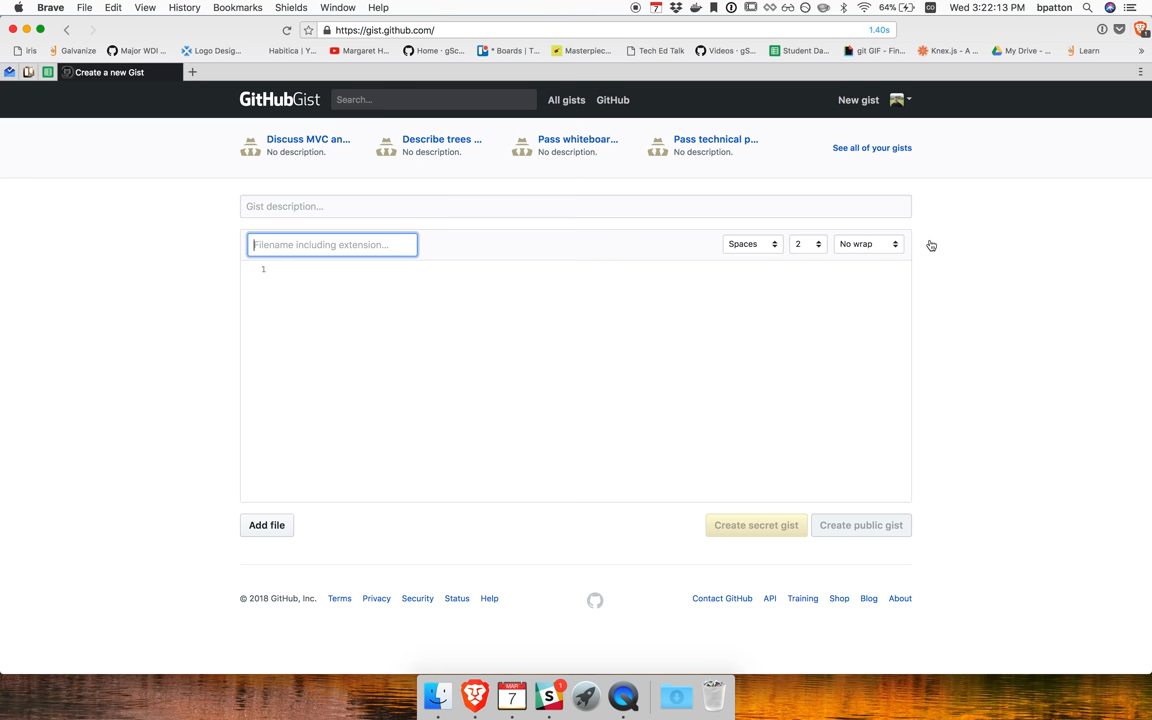 Brave File Edit View History Bookmarks Shields Window Help 7 64% Wed 3:22:13 PM bpatton
https://gist.github.com/ 1.40s 1
iris Galvanize Major WDI ... Logo Desig... Habitica | Y... Margaret H... Home · gSc... * Boards | T... Masterpiec... Tech Ed Talk Videos · gS... Student Da... git GIF - Fin... Knex.js - A ... My Drive - ... Learn »
Create a new Gist
GitHubGist Search... All gists GitHub New gist
Discuss MVC an... Describe trees ... Pass whiteboar... Pass technical p...
No description. No description. No description. No description. See all of your gists
Gist description...
Filename including extension... Spaces 2 No wrap
1
Add file Create secret gist Create public gist
© 2018 GitHub, Inc. Terms Privacy Security Status Help Contact GitHub API Training Shop Blog About
MAR 7 S 1